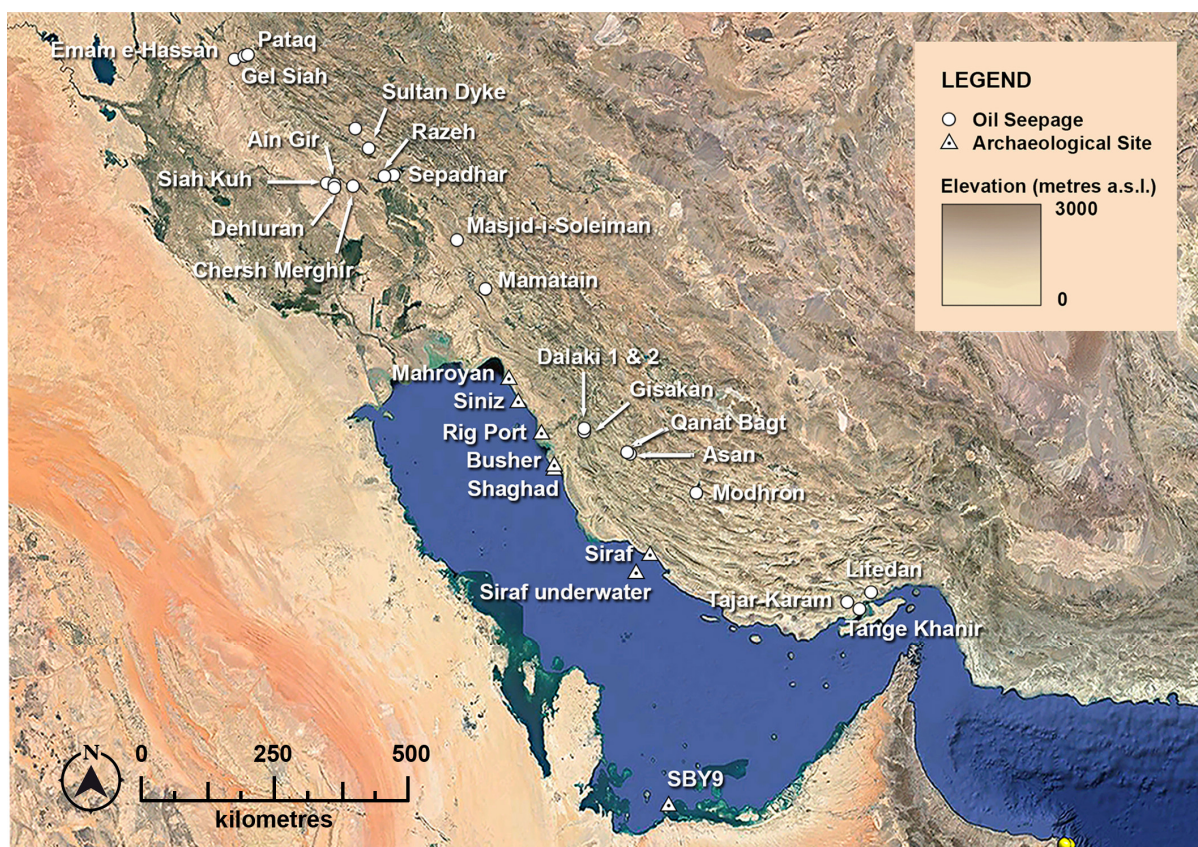 Emam e-Hassan
Pataq
Gel Siah
Sultan Dyke
Ain Gir
Razeh
Siah Kuh
Sepadhar
Dehluran
Chersh Merghir
Masjid-i-Soleiman
Mamatain
LEGEND
Oil Seepage
Archaeological Site
Elevation (metres a.s.l.)
3000
0
Dalaki 1 & 2
Mahroyan
Gisakan
Siniz
Qanat Bagt
Rig Port
Asan
Busher
Shaghad
Modhron
Siraf
Siraf underwater
Litedan
Tajar-Karam
Tange Khanir
SBY9
N
0 250 500
kilometres